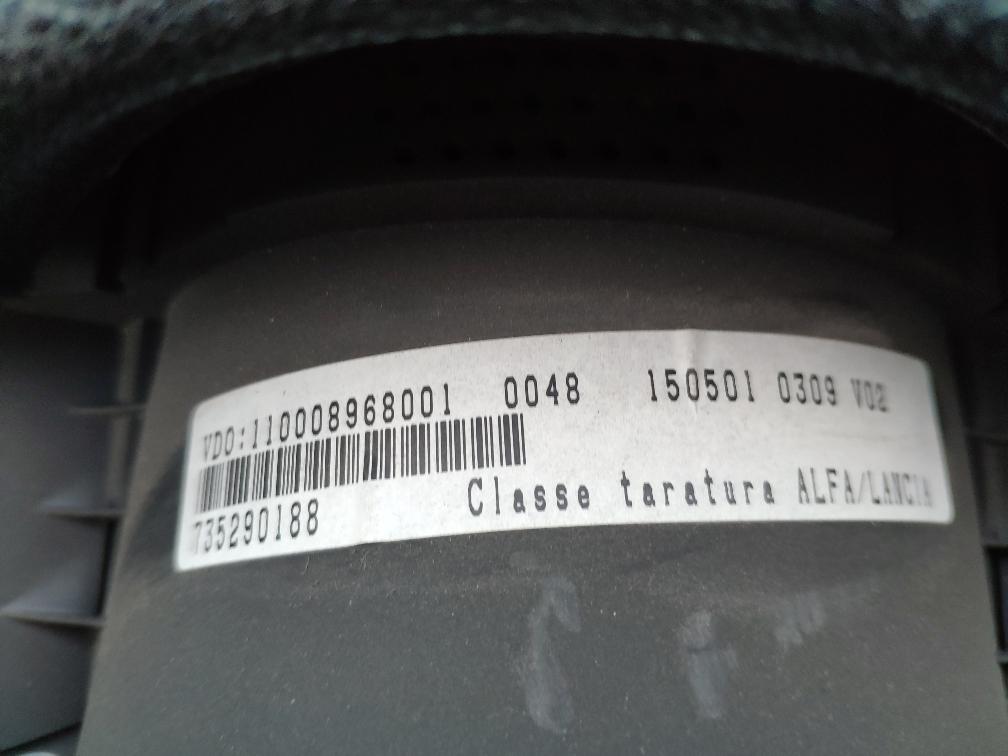 VDO:110008968001 0048 150501 0309 V02
735290188 Classe taratura ALFA/LANCIA